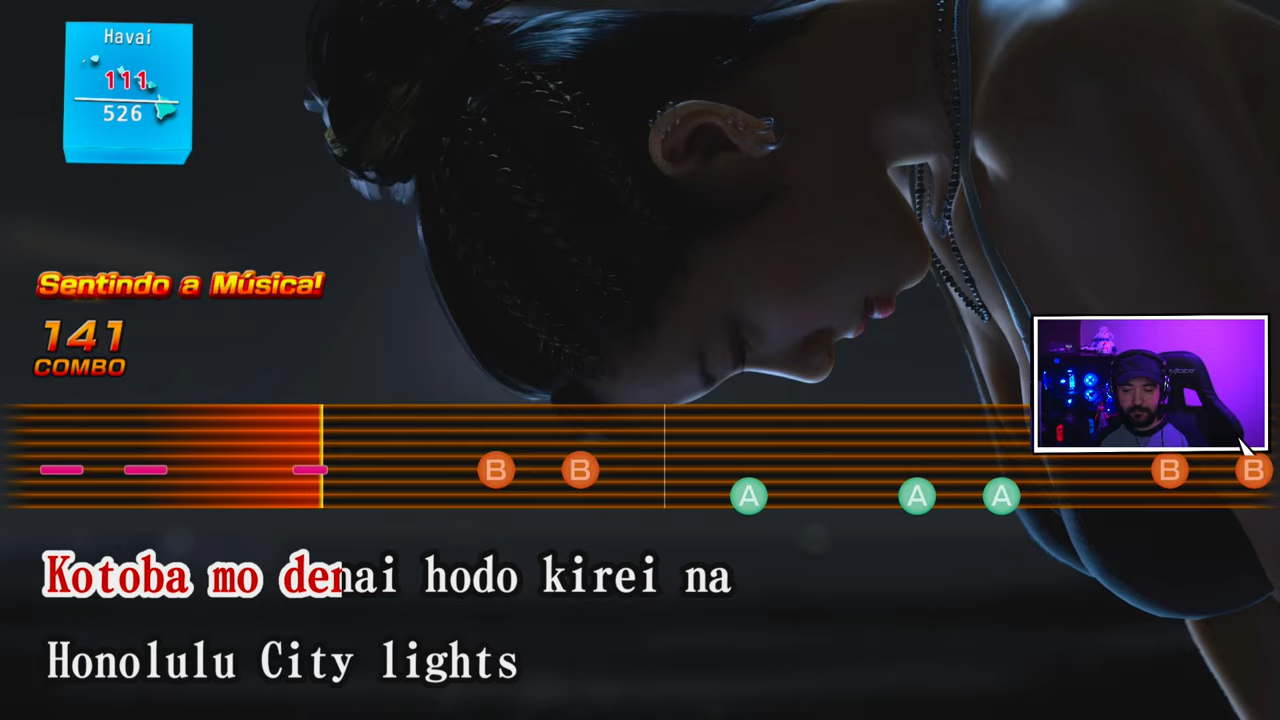 Havaí
111
526
Sentindo a Música!
141
COMBO
B B B B
A A A
Kotoba mo denai hodo kirei na
Honolulu City lights